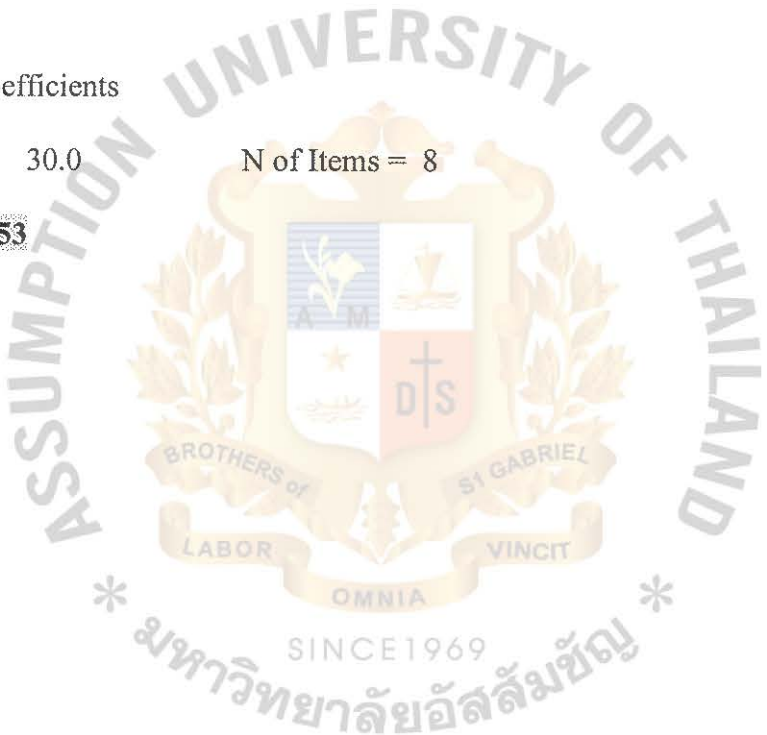 efficients
30.0 N of Items = 8
53
ASSUMPTION UNIVERSITY OF THAILAND
A M
D S
BROTHERS of ST GABRIEL
LABOR OMNIA VINCIT
* SINCE1969 *
มหาวิทยาลัยอัสสัมชัญ